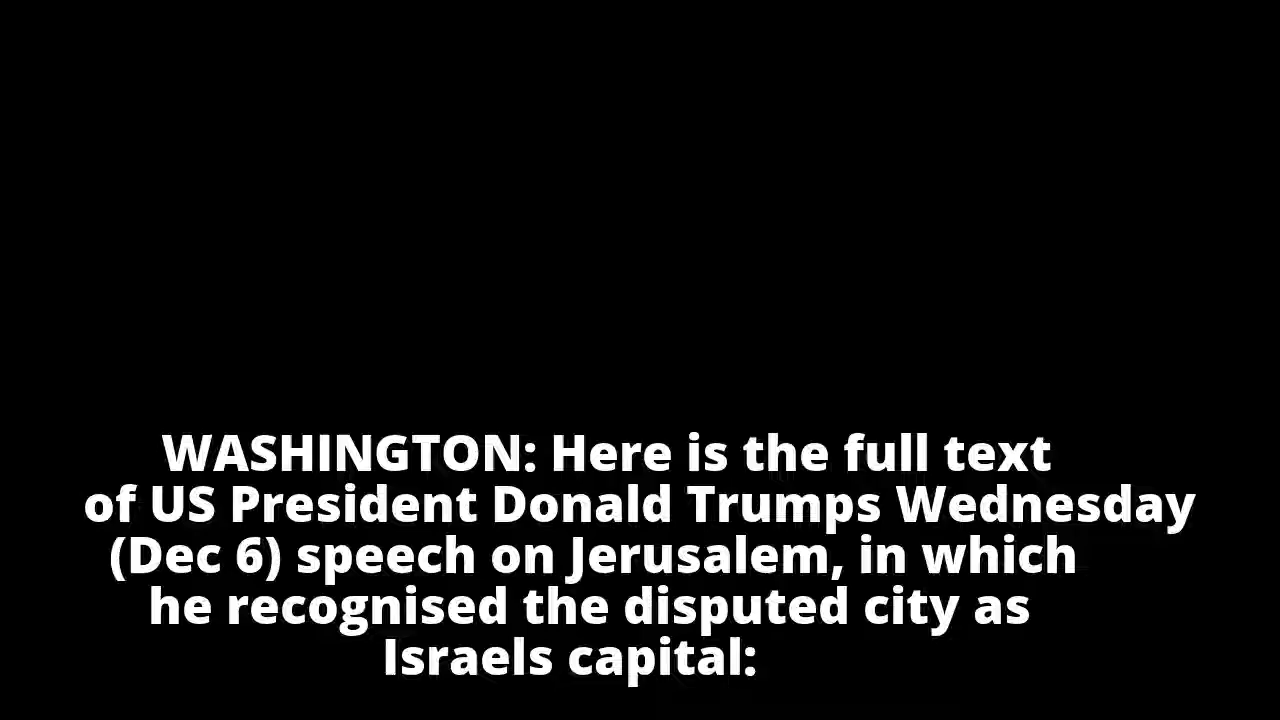 WASHINGTON: Here is the full text
of US President Donald Trumps Wednesday
(Dec 6) speech on Jerusalem, in which
he recognised the disputed city as
Israels capital: